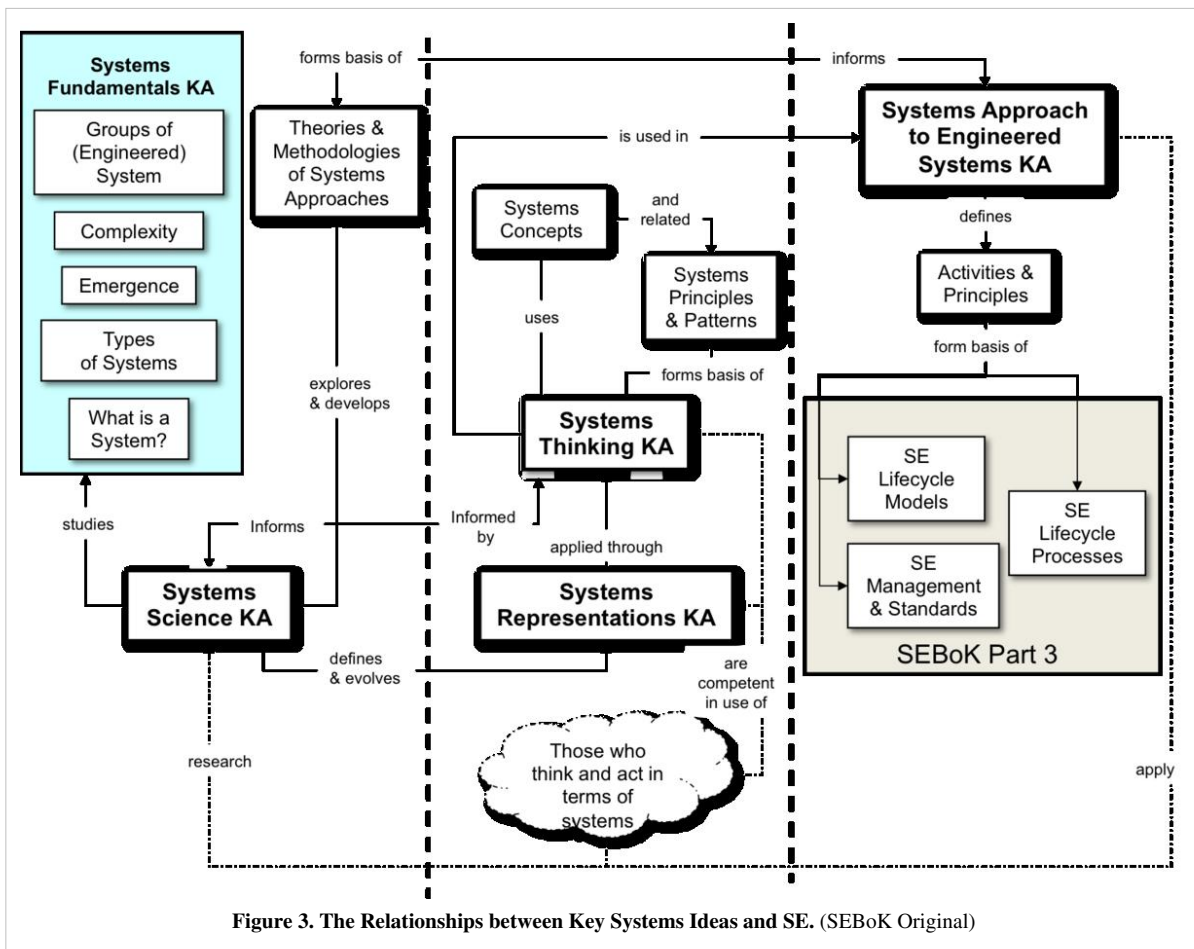 Systems
Fundamentals KA
Groups of
(Engineered)
System
Complexity
Emergence
Types
of Systems
What is a
System?
studies
forms basis of
Theories &
Methodologies
of Systems
Approaches
explores
& develops
Informs
Systems
Science KA
defines
& evolves
research
informs
is used in
Systems
Concepts
and
related
Systems
Principles
& Patterns
uses
forms basis of
Systems
Thinking KA
Informed
by
applied through
Systems
Representations KA
are
competent
in use of
Those who
think and act in
terms of
systems
Systems Approach
to Engineered
Systems KA
defines
Activities &
Principles
form basis of
SE
Lifecycle
Models
SE
Lifecycle
Processes
SE
Management
& Standards
SEBoK Part 3
apply
Figure 3. The Relationships between Key Systems Ideas and SE. (SEBoK Original)